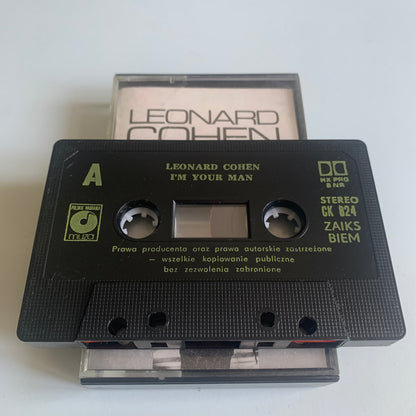 LEONARD
COHEN
A
LEONARD COHEN
I'M YOUR MAN
HX PRO
B NR
STEREO
CK 824
ZAIKS
BIEM
POLSKIE NAGRANIA
muza
Prawa producenta oraz prawa autorskie zastrzeżone
— wszelkie kopiowanie publiczne
bez zezwolenia zabronione